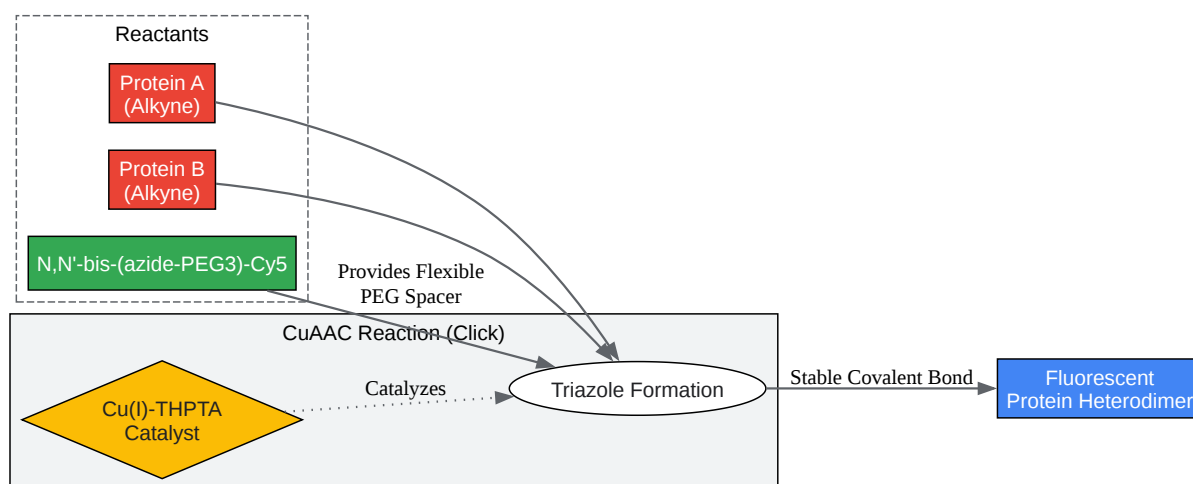 Reactants
Protein A
(Alkyne)
Protein B
(Alkyne)
N,N'-bis-(azide-PEG3)-Cy5
Provides Flexible
PEG Spacer
CuAAC Reaction (Click)
Cu(I)-THPTA
Catalyst
Catalyzes
Triazole Formation
Stable Covalent Bond
Fluorescent
Protein Heterodimer